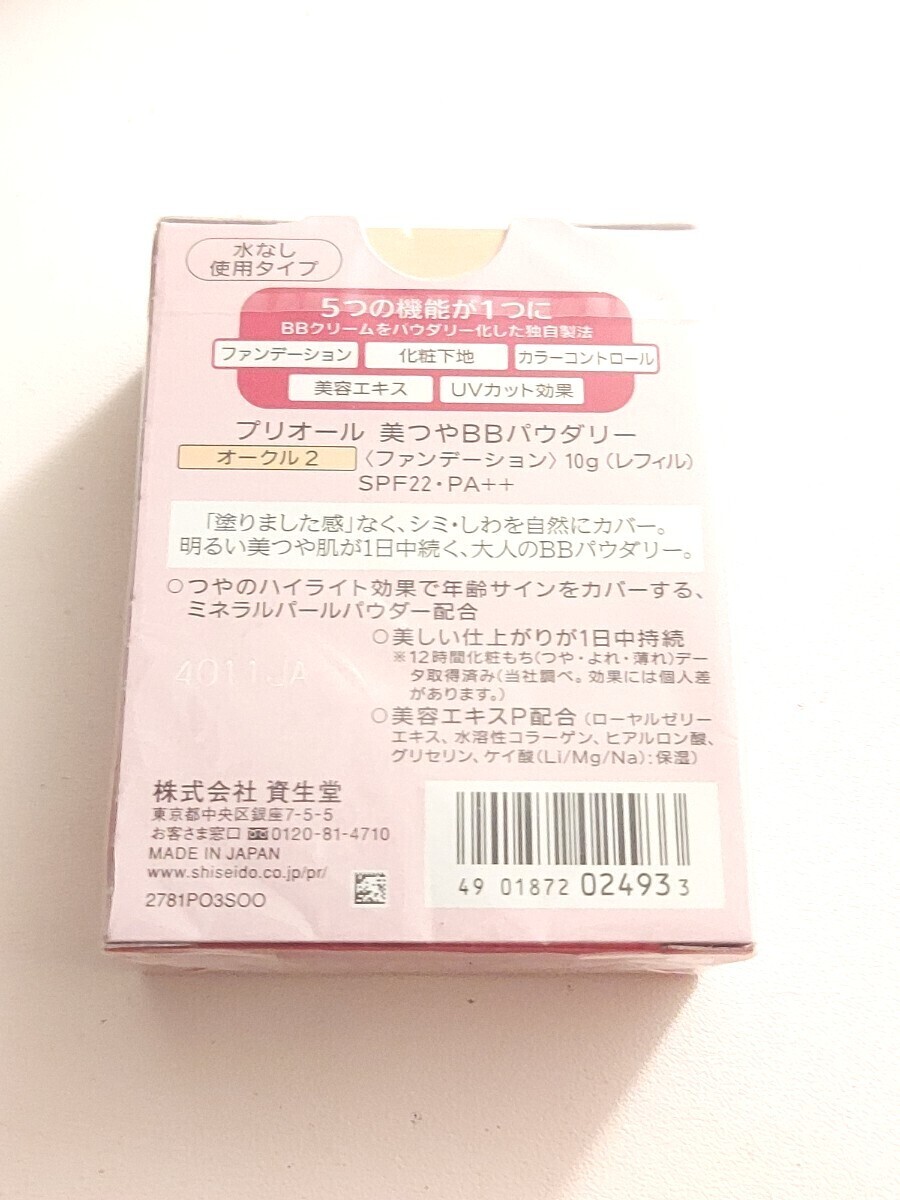 水なし
使用タイプ
5つの機能が1つに
BBクリームをパウダリー化した独自製法
ファンデーション 化粧下地 カラーコントロール
美容エキス UVカット効果
プリオール 美つやBBパウダリー
オークル2 〈ファンデーション〉10g(レフィル)
SPF22・PA++
「塗りました感」なく、シミ・しわを自然にカバー。
明るい美つや肌が1日中続く、大人のBBパウダリー。
○つやのハイライト効果で年齢サインをカバーする、
ミネラルパールパウダー配合
○美しい仕上がりが1日中持続
※12時間化粧もち(つや・よれ・薄れ)デー
タ取得済み(当社調べ。効果には個人差
があります。)
4011JA
○美容エキスP配合(ローヤルゼリー
エキス、水溶性コラーゲン、ヒアルロン酸、
グリセリン、ケイ酸(Li/Mg/Na):保湿)
株式会社 資生堂
東京都中央区銀座7-5-5
お客さま窓口 0120-81-4710
MADE IN JAPAN
www.shiseido.co.jp/pr/
2781PO3SOO
49 01872 02493 3